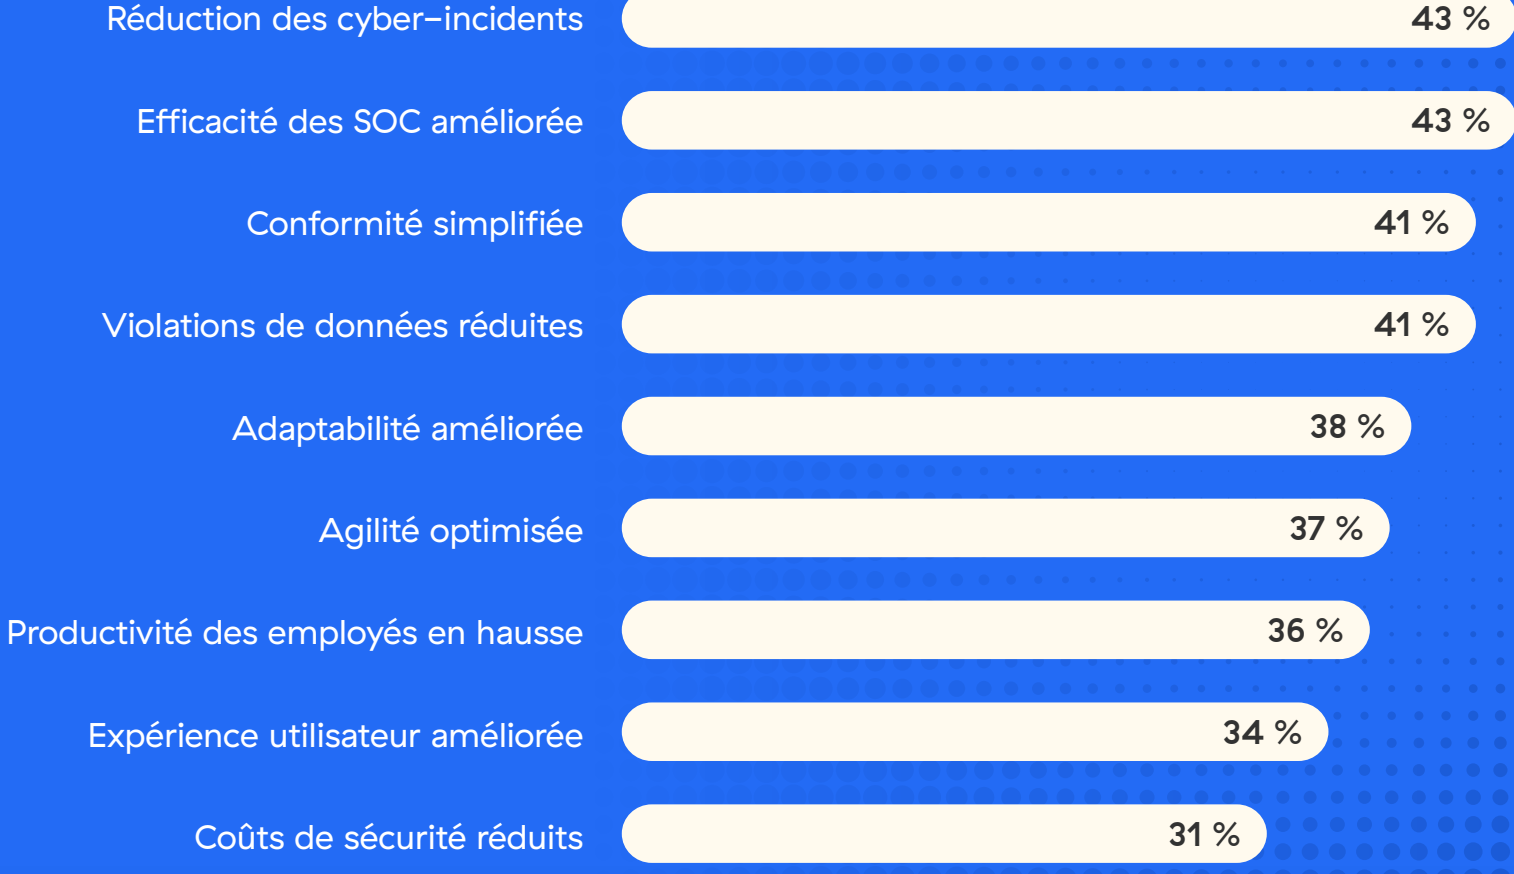 Réduction des cyber-incidents 43 %
Efficacité des SOC améliorée 43 %
Conformité simplifiée 41 %
Violations de données réduites 41 %
Adaptabilité améliorée 38 %
Agilité optimisée 37 %
Productivité des employés en hausse 36 %
Expérience utilisateur améliorée 34 %
Coûts de sécurité réduits 31 %